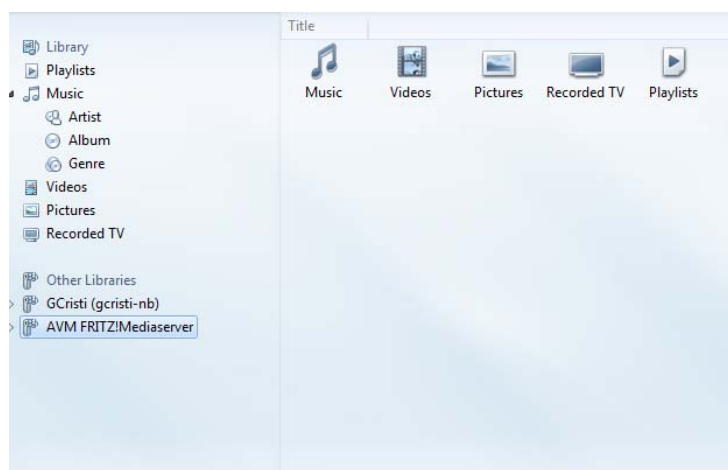 Title
Library
Playlists
Music
Artist
Album
Genre
Videos
Pictures
Recorded TV
Other Libraries
GCristi (gcristi-nb)
AVM FRITZ!Mediaserver
Music Videos Pictures Recorded TV Playlists